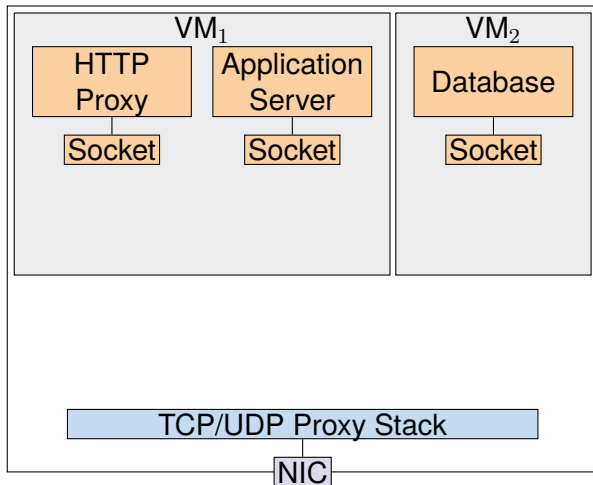 VM₁
VM₂
HTTP
Proxy
Application
Server
Database
Socket
Socket
Socket
TCP/UDP Proxy Stack
NIC